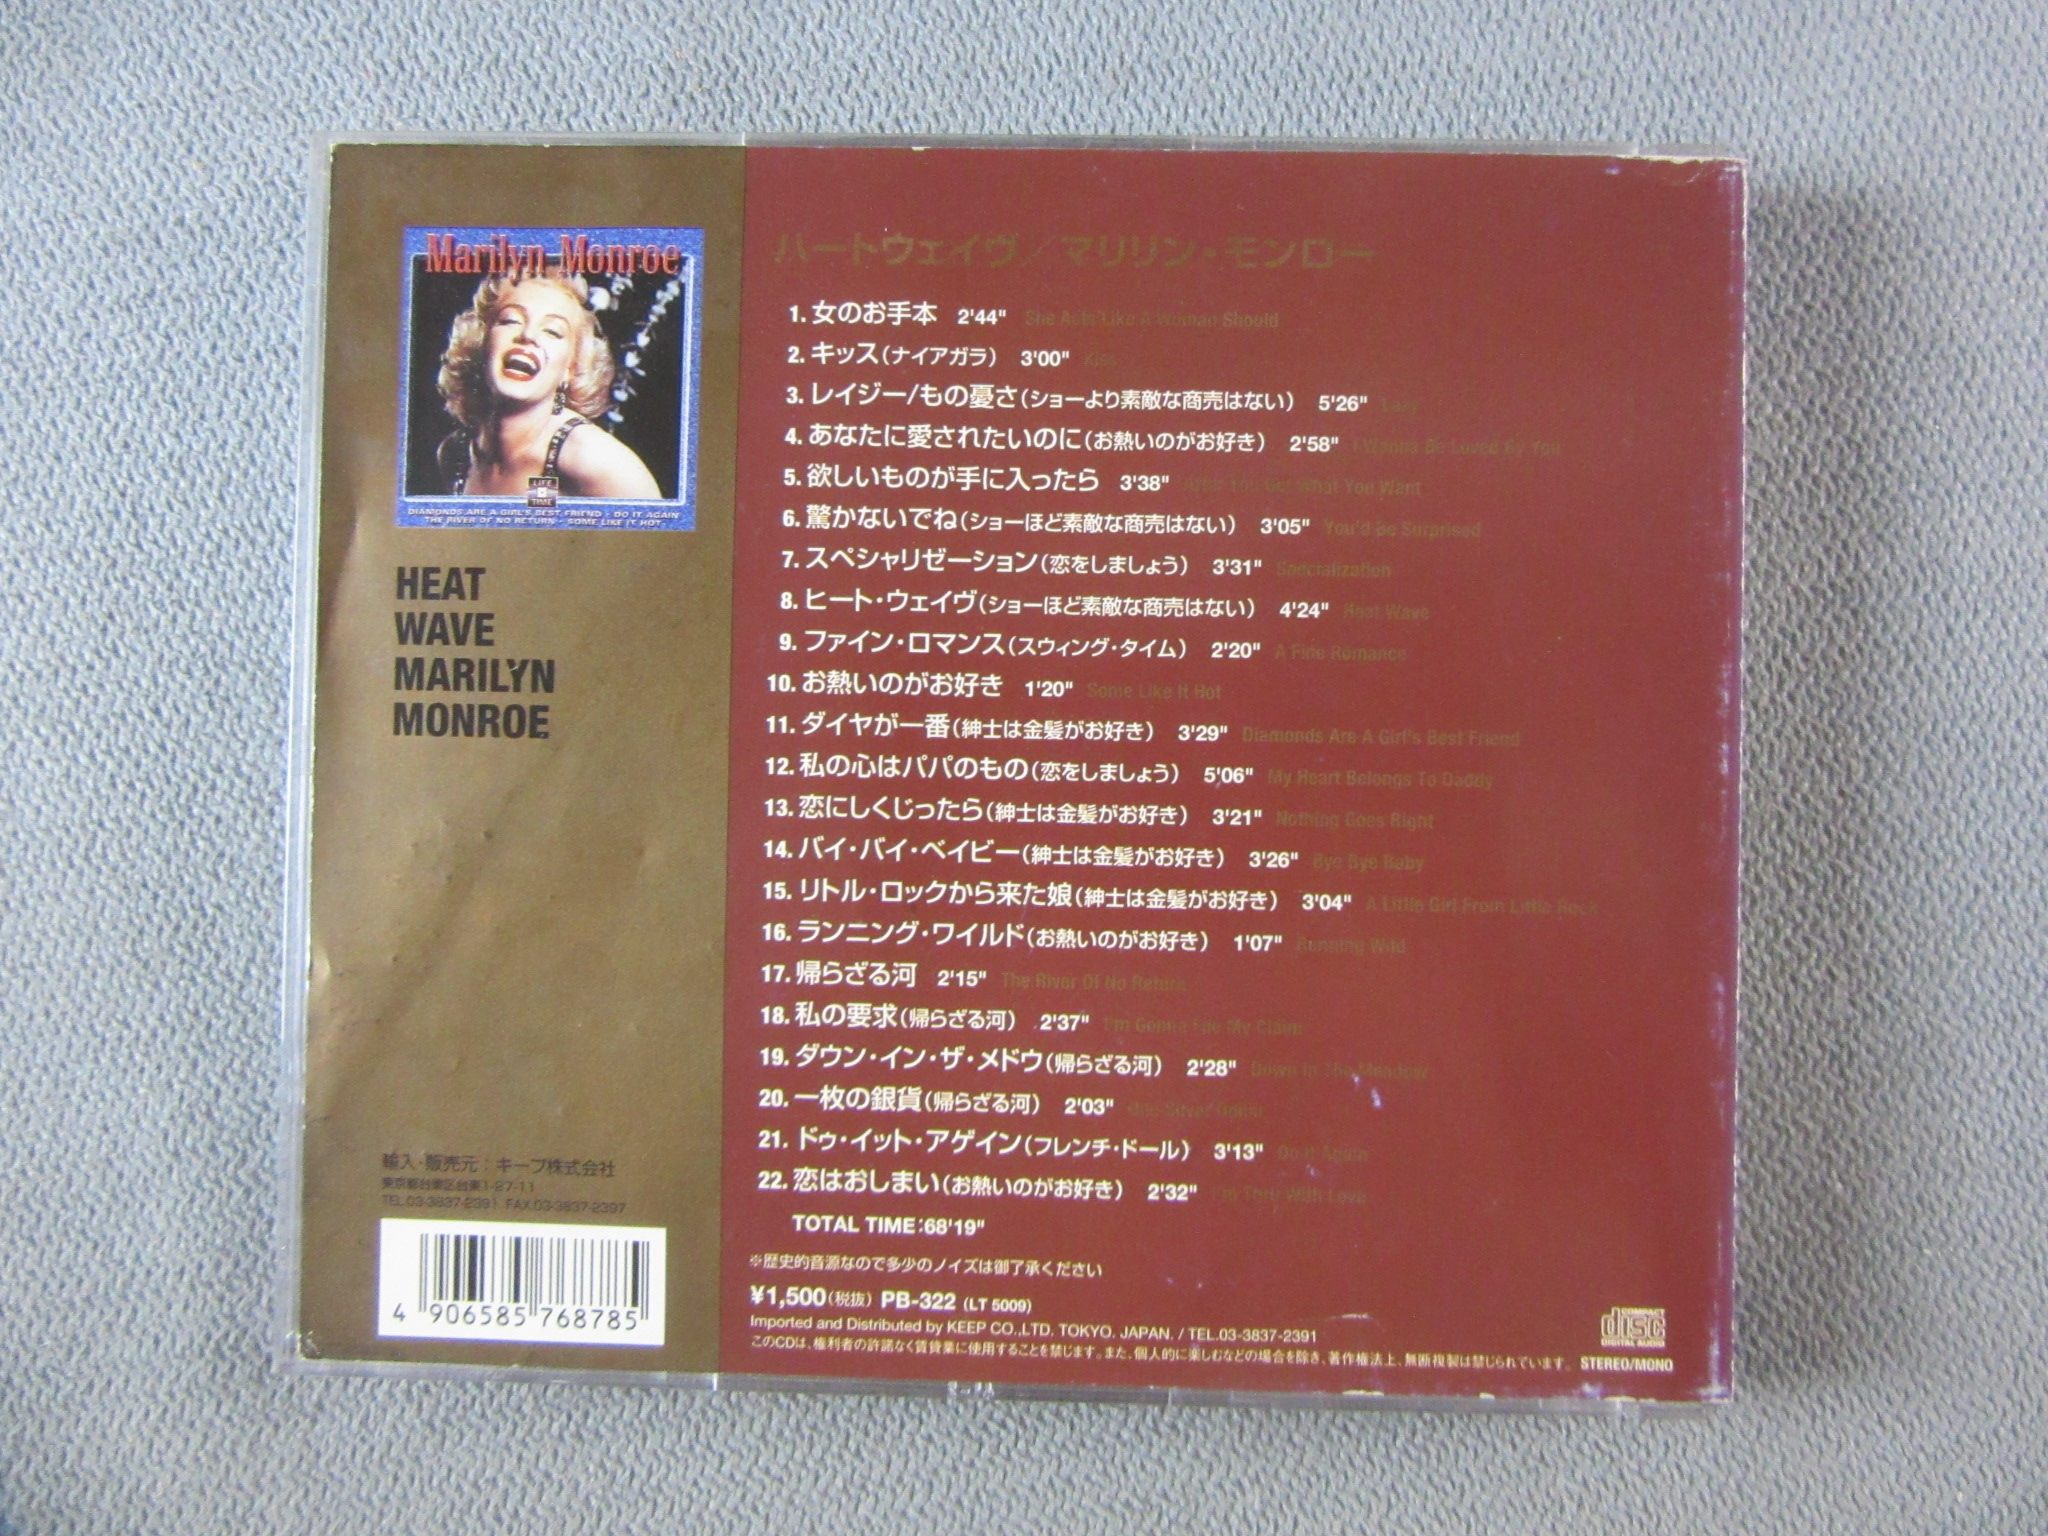 Marilyn Monroe
LIFE TIME
DIAMONDS ARE A GIRL'S BEST FRIEND · DO IT AGAIN
THE RIVER OF NO RETURN · SOME LIKE IT HOT
HEAT
WAVE
MARILYN
MONROE
輸入・販売元：キープ株式会社
東京都台東区台東1-27-11
TEL.03-3837-2391 FAX.03-3837-2397
4 906585 768785
ハートウェイヴ／マリリン・モンロー
1. 女のお手本 2'44" She Acts Like A Woman Should
2. キッス(ナイアガラ) 3'00" Kiss
3. レイジー/もの憂さ(ショーより素敵な商売はない) 5'26" Lazy
4. あなたに愛されたいのに(お熱いのがお好き) 2'58" I Wanna Be Loved By You
5. 欲しいものが手に入ったら 3'38" After You Get What You Want
6. 驚かないでね(ショーほど素敵な商売はない) 3'05" You'd Be Surprised
7. スペシャリゼーション(恋をしましょう) 3'31" Specialization
8. ヒート・ウェイヴ(ショーほど素敵な商売はない) 4'24" Heat Wave
9. ファイン・ロマンス(スウィング・タイム) 2'20" A Fine Romance
10. お熱いのがお好き 1'20" Some Like It Hot
11. ダイヤが一番(紳士は金髪がお好き) 3'29" Diamonds Are A Girl's Best Friend
12. 私の心はパパのもの(恋をしましょう) 5'06" My Heart Belongs To Daddy
13. 恋にしくじったら(紳士は金髪がお好き) 3'21" Nothing Goes Right
14. バイ・バイ・ベイビー(紳士は金髪がお好き) 3'26" Bye Bye Baby
15. リトル・ロックから来た娘(紳士は金髪がお好き) 3'04" A Little Girl From Little Rock
16. ランニング・ワイルド(お熱いのがお好き) 1'07" Running Wild
17. 帰らざる河 2'15" The River Of No Return
18. 私の要求(帰らざる河) 2'37" I'm Gonna File My Claim
19. ダウン・イン・ザ・メドウ(帰らざる河) 2'28" Down In The Meadow
20. 一枚の銀貨(帰らざる河) 2'03" One Silver Dollar
21. ドゥ・イット・アゲイン(フレンチ・ドール) 3'13" Do It Again
22. 恋はおしまい(お熱いのがお好き) 2'32" I'm Thru With Love
TOTAL TIME:68'19"
※歴史的音源なので多少のノイズは御了承ください
¥1,500(税抜) PB-322 (LT 5009)
Imported and Distributed by KEEP CO.,LTD. TOKYO. JAPAN. / TEL.03-3837-2391
このCDは、権利者の許諾なく賃貸業に使用することを禁じます。また、個人的に楽しむなどの場合を除き、著作権法上、無断複製は禁じられています。 STEREO/MONO
COMPACT
disc
DIGITAL AUDIO